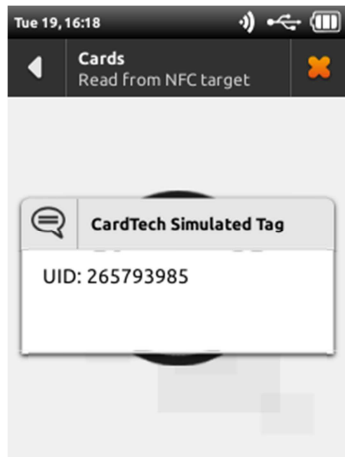 Tue 19, 16:18
Cards
Read from NFC target
CardTech Simulated Tag
UID: 265793985